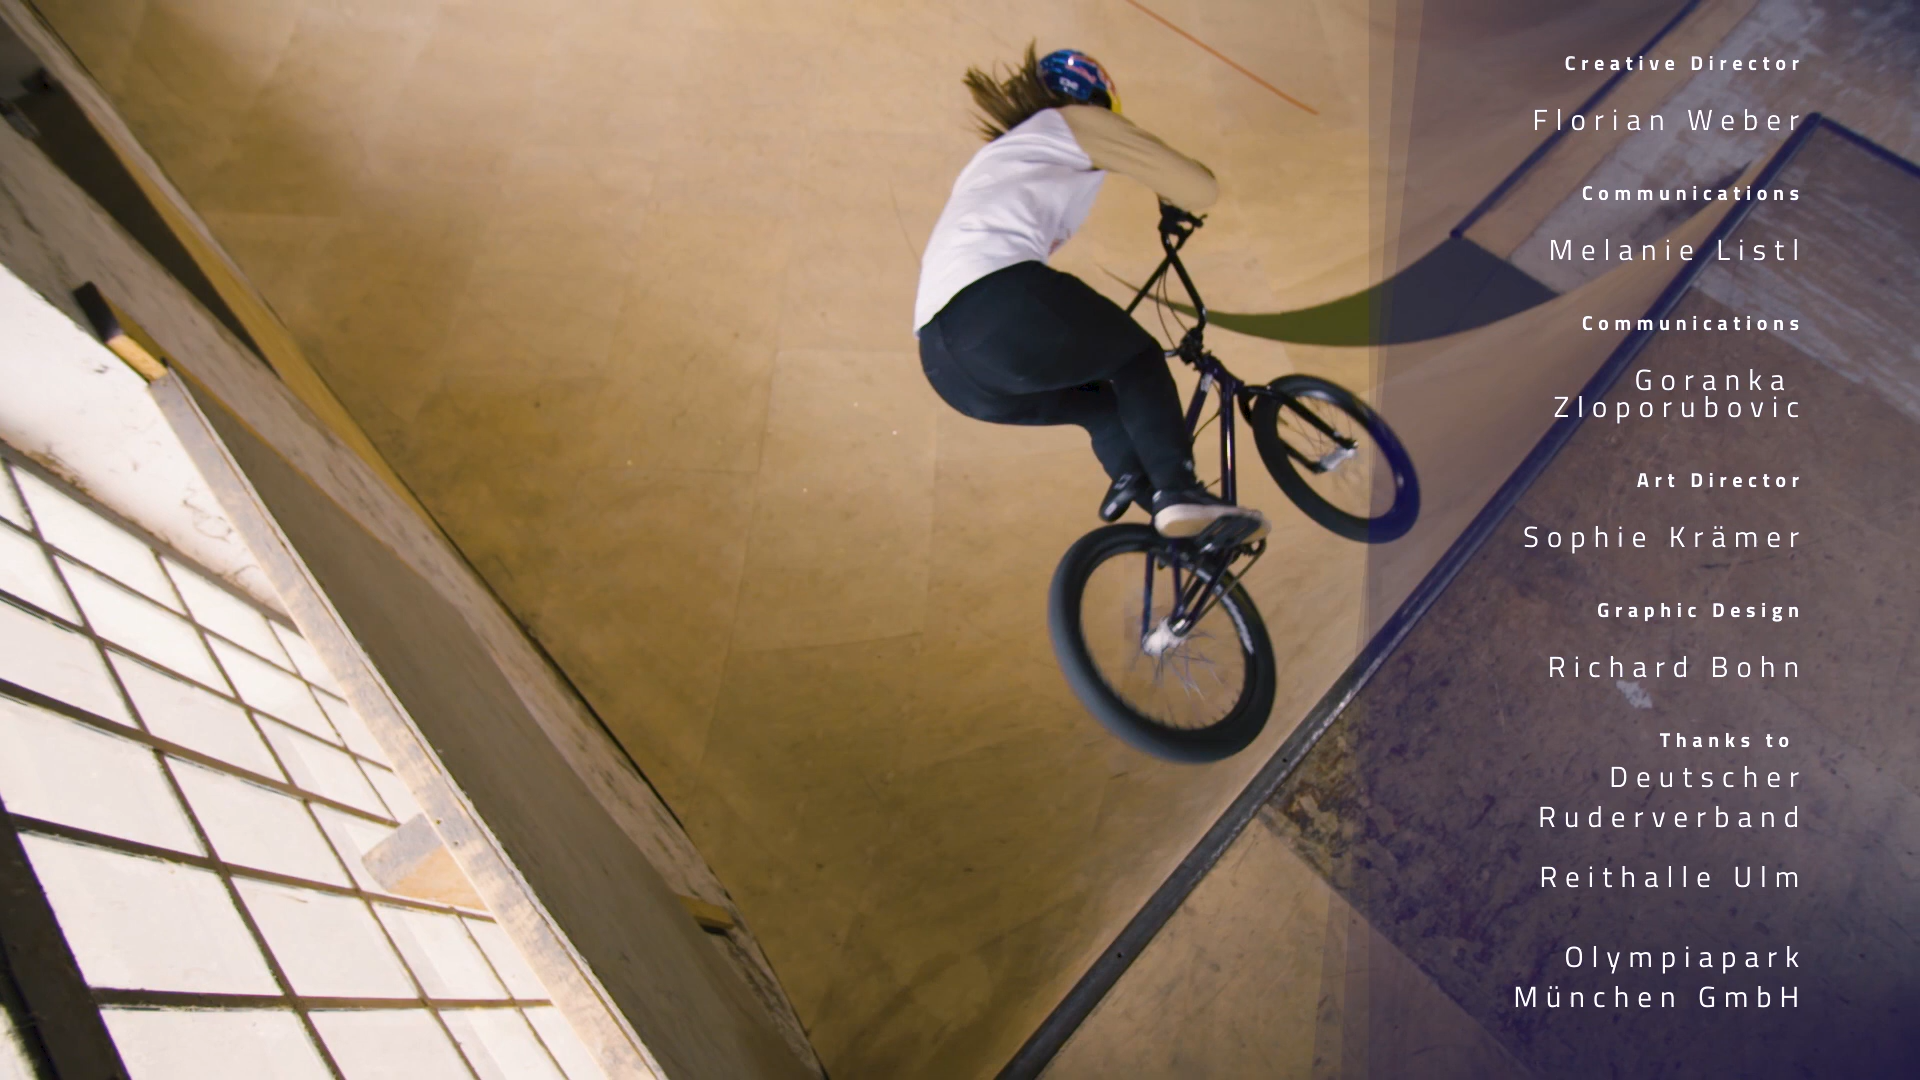 Creative Director
Florian Weber
Communications
Melanie Listl
Communications
Goranka
Zloporubovic
Art Director
Sophie Krämer
Graphic Design
Richard Bohn
Thanks to
Deutscher
Ruderverband
Reithalle Ulm
Olympiapark
München GmbH